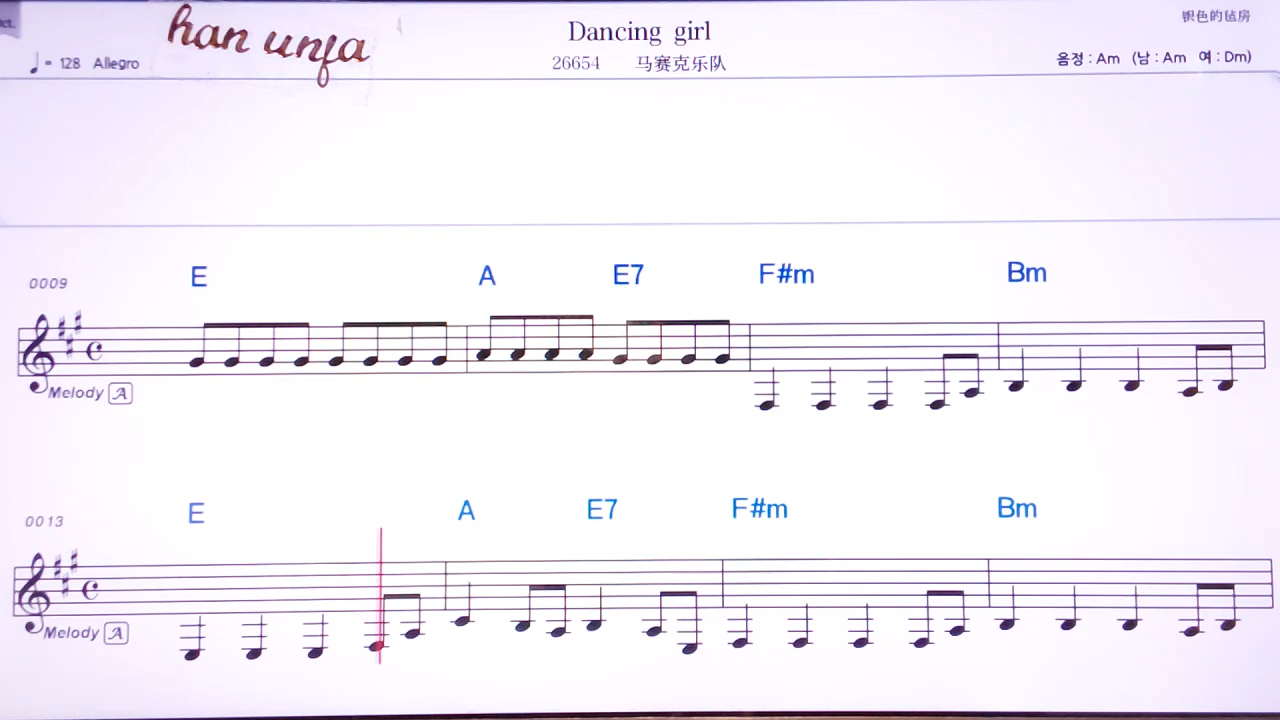 han unfa
Dancing girl
银色的毡房
♩ = 128 Allegro
26654 马赛克乐队
음정 : Am (남 : Am 여 : Dm)
0009
E A E7 F#m Bm
Melody A
0013
E A E7 F#m Bm
Melody A